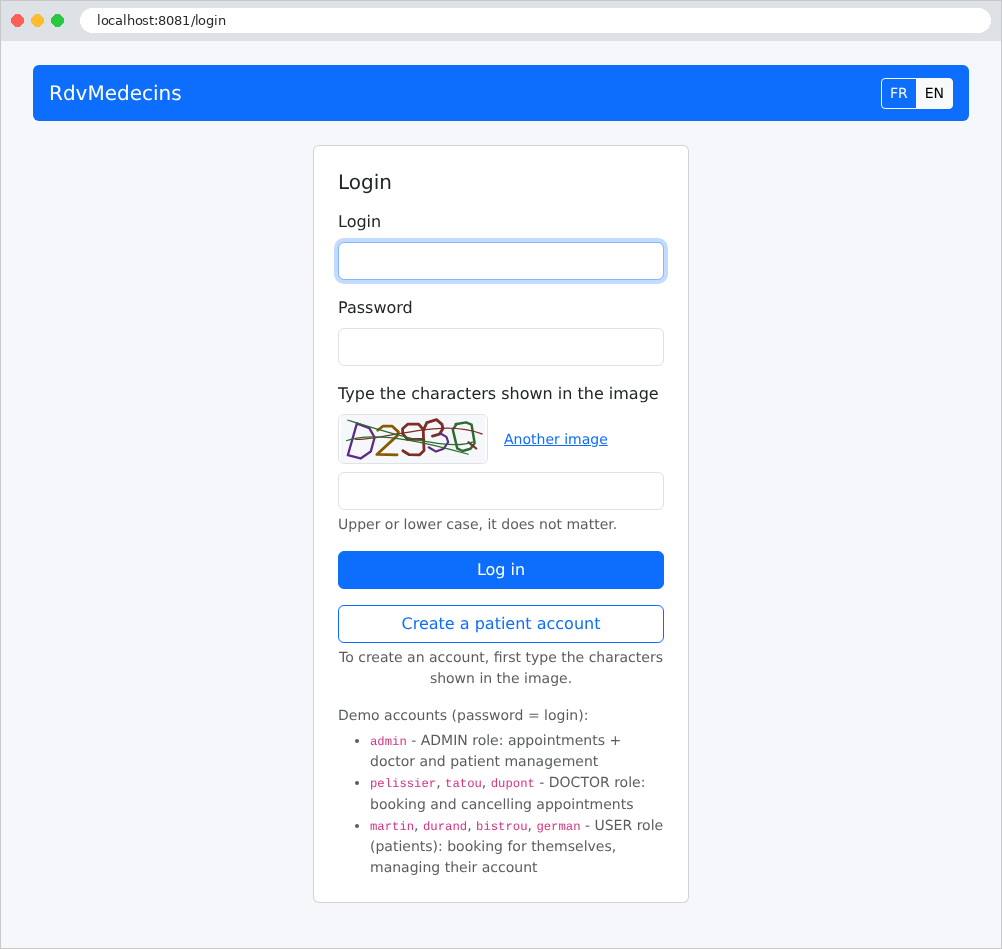 localhost:8081/login
RdvMedecins
FR EN
Login
Login
Password
Type the characters shown in the image
Another image
Upper or lower case, it does not matter.
Log in
Create a patient account
To create an account, first type the characters
shown in the image.
Demo accounts (password = login):
• admin - ADMIN role: appointments +
doctor and patient management
• pelissier, tatou, dupont - DOCTOR role:
booking and cancelling appointments
• martin, durand, bistrou, german - USER role
(patients): booking for themselves,
managing their account